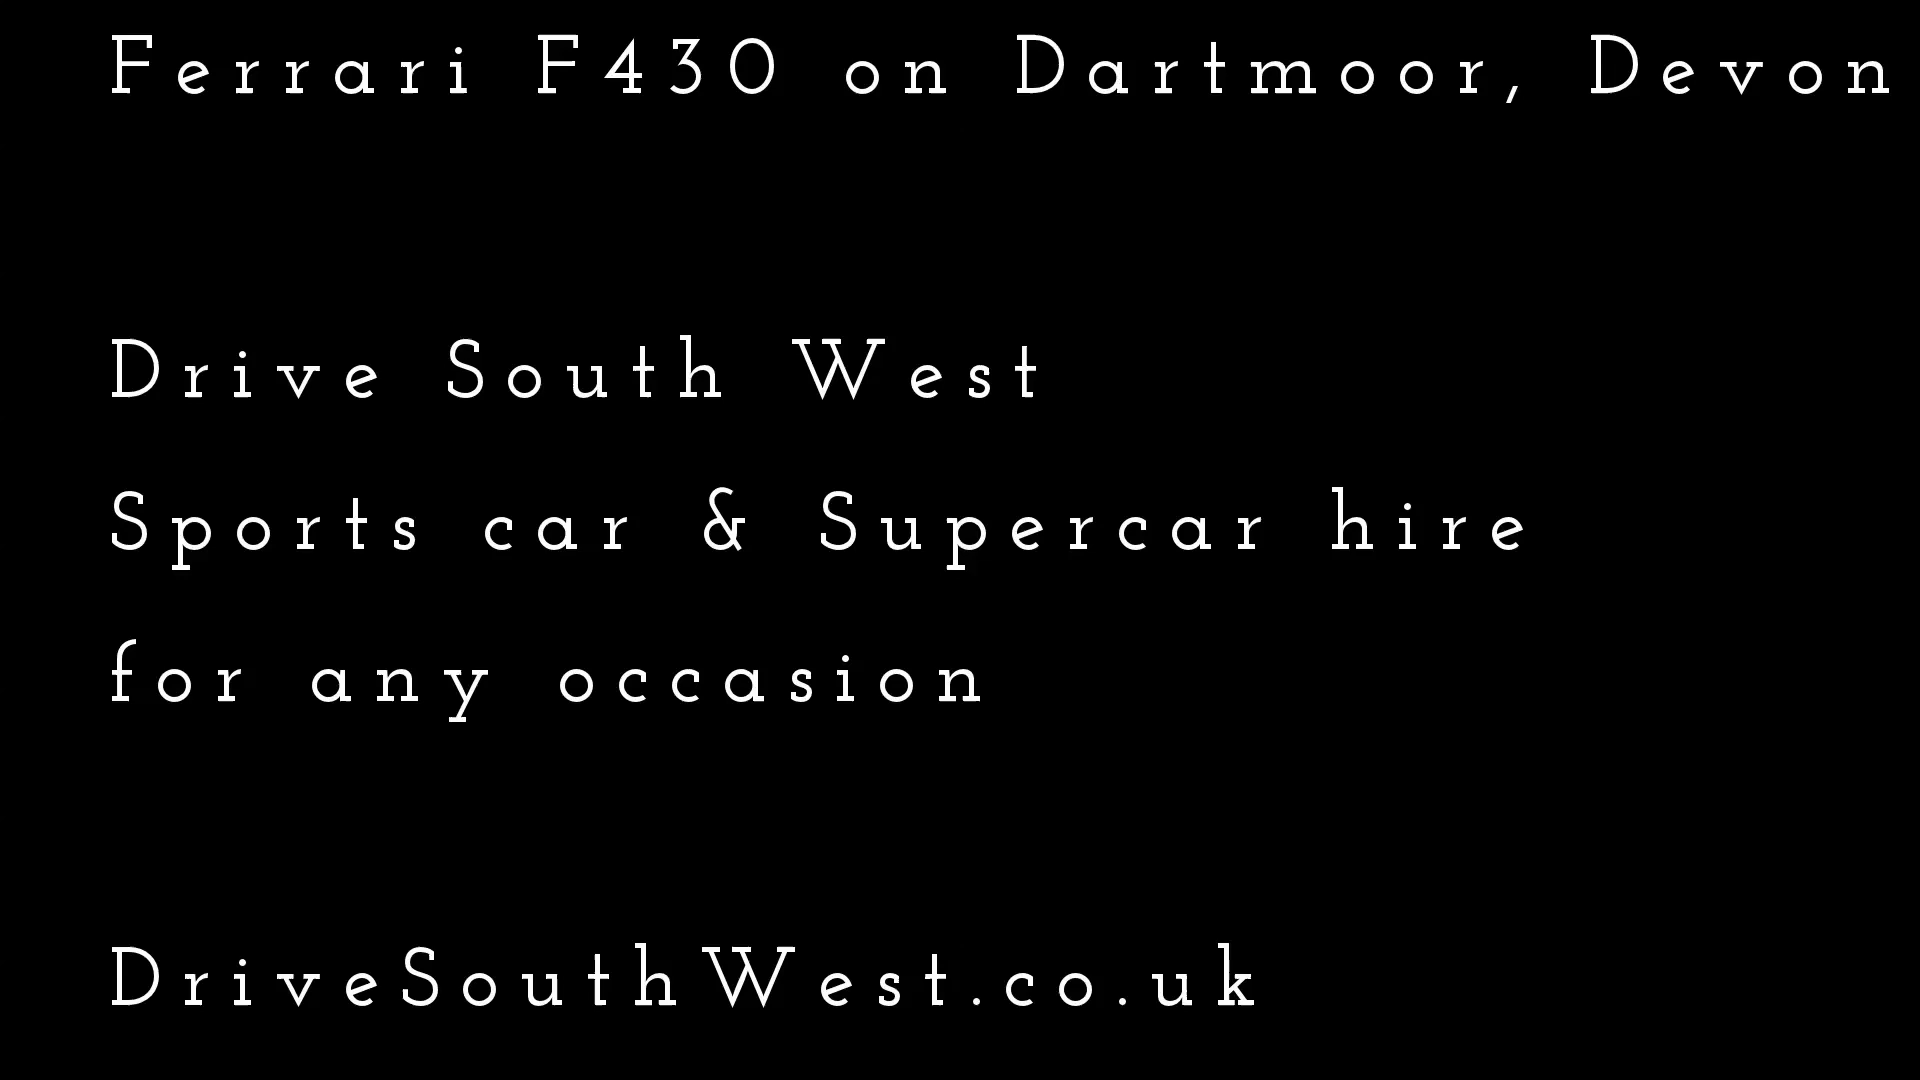 Ferrari F430 on Dartmoor, Devon
Drive South West
Sports car & Supercar hire
for any occasion
DriveSouthWest.co.uk